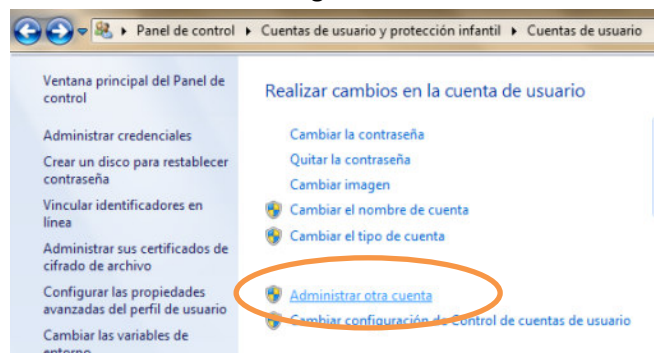 Panel de control ▸ Cuentas de usuario y protección infantil ▸ Cuentas de usuario
Ventana principal del Panel de
control
Administrar credenciales
Crear un disco para restablecer
contraseña
Vincular identificadores en
línea
Administrar sus certificados de
cifrado de archivo
Configurar las propiedades
avanzadas del perfil de usuario
Cambiar las variables de
entorno
Realizar cambios en la cuenta de usuario
Cambiar la contraseña
Quitar la contraseña
Cambiar imagen
Cambiar el nombre de cuenta
Cambiar el tipo de cuenta
Administrar otra cuenta
Cambiar configuración de Control de cuentas de usuario